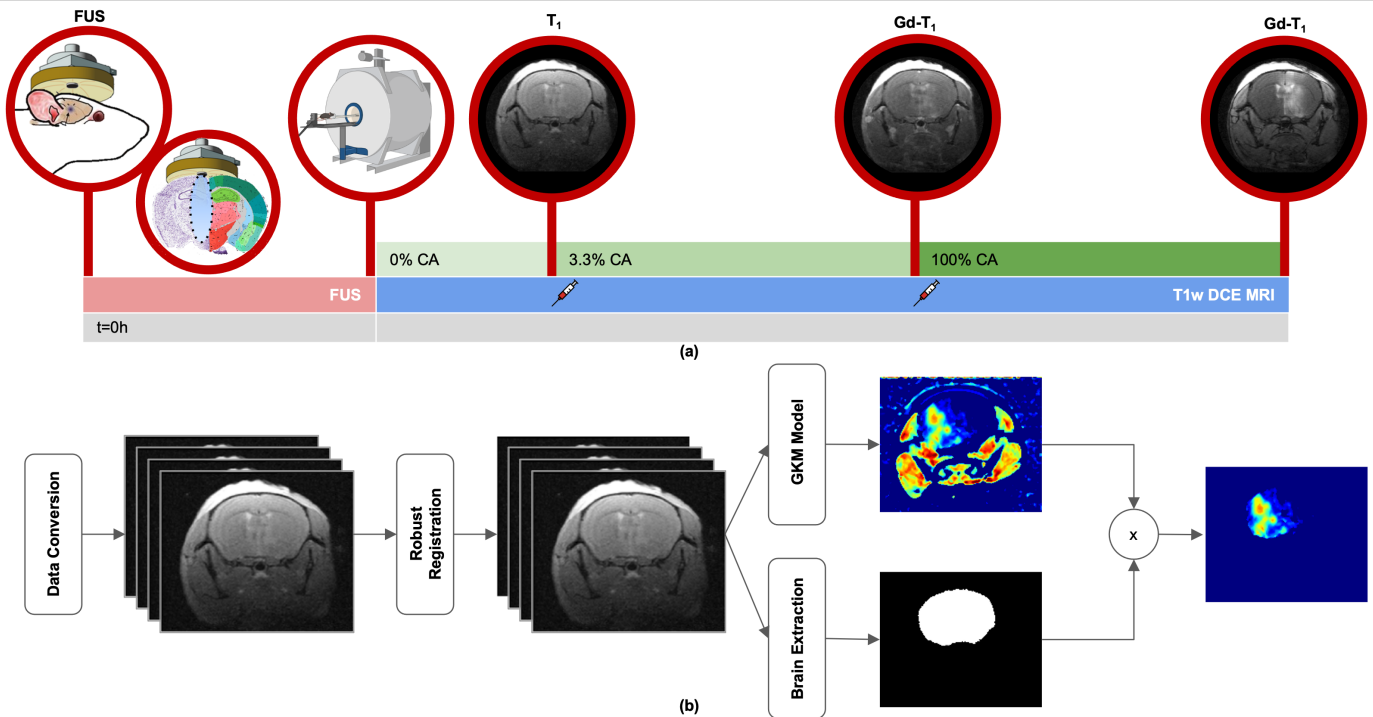 FUS
T1
Gd-T1
Gd-T1
0% CA
3.3% CA
100% CA
FUS
T1w DCE MRI
t=0h
(a)
Data Conversion
Robust
Registration
GKM Model
Brain Extraction
x
(b)